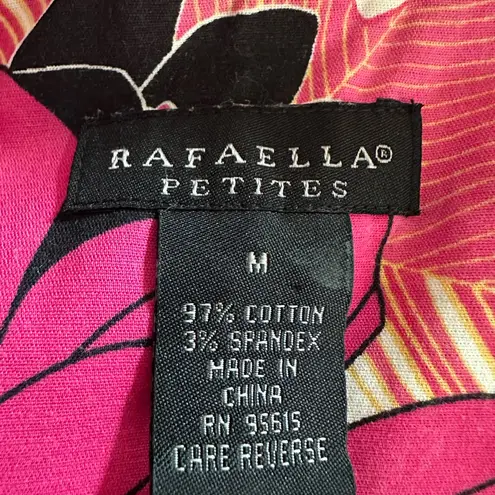 RAFAELLA®
PETITES
M
97% COTTON
3% SPANDEX
MADE IN
CHINA
RN 95615
CARE REVERSE